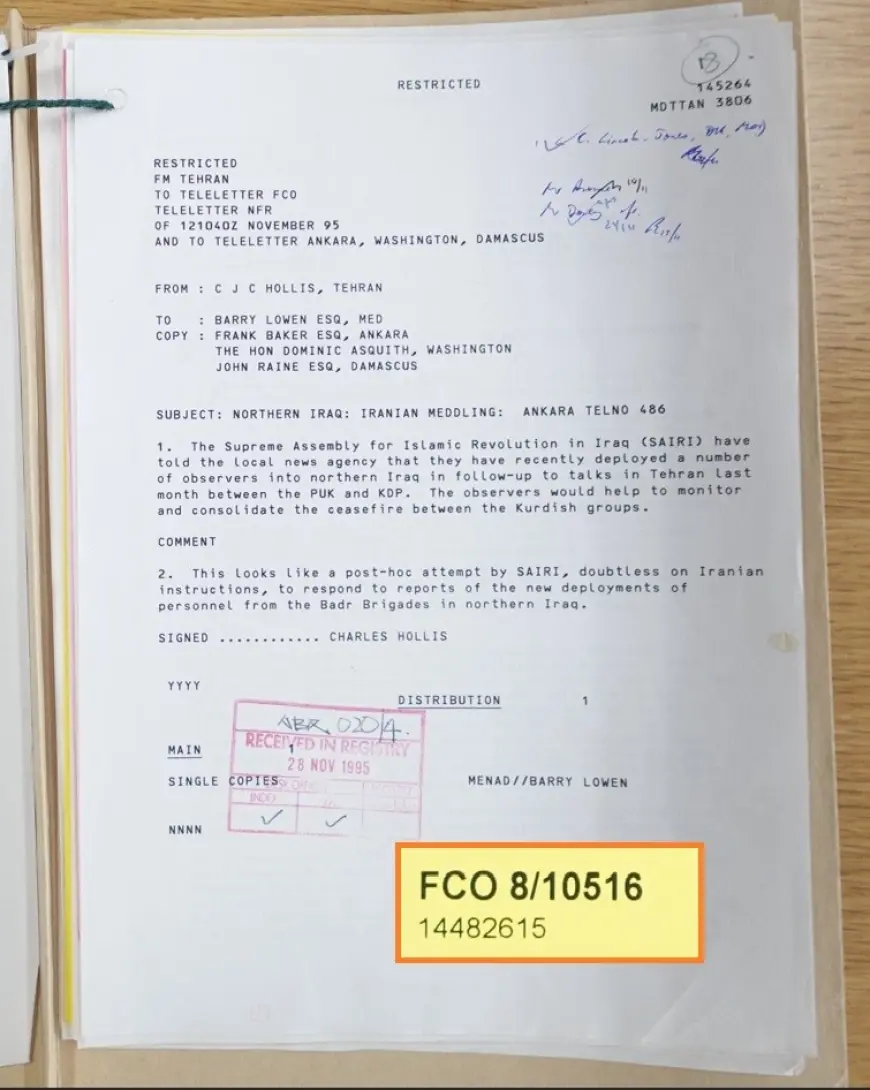 RESTRICTED
13
145264
MDTTAN 3806
RESTRICTED
FM TEHRAN
TO TELELETTER FCO
TELELETTER NFR
OF 121040Z NOVEMBER 95
AND TO TELELETTER ANKARA, WASHINGTON, DAMASCUS
FROM : C J C HOLLIS, TEHRAN
TO : BARRY LOWEN ESQ, MED
COPY : FRANK BAKER ESQ, ANKARA
THE HON DOMINIC ASQUITH, WASHINGTON
JOHN RAINE ESQ, DAMASCUS
SUBJECT: NORTHERN IRAQ: IRANIAN MEDDLING: ANKARA TELNO 486
1. The Supreme Assembly for Islamic Revolution in Iraq (SAIRI) have
told the local news agency that they have recently deployed a number
of observers into northern Iraq in follow-up to talks in Tehran last
month between the PUK and KDP. The observers would help to monitor
and consolidate the ceasefire between the Kurdish groups.
COMMENT
2. This looks like a post-hoc attempt by SAIRI, doubtless on Iranian
instructions, to respond to reports of the new deployments of
personnel from the Badr Brigades in northern Iraq.
SIGNED ............ CHARLES HOLLIS
YYYY
DISTRIBUTION 1
NBR 020/4
RECEIVED IN REGISTRY
28 NOV 1995
INDEX
MAIN 1
SINGLE COPIES
MENAD//BARRY LOWEN
NNNN
FCO 8/10516
14482615